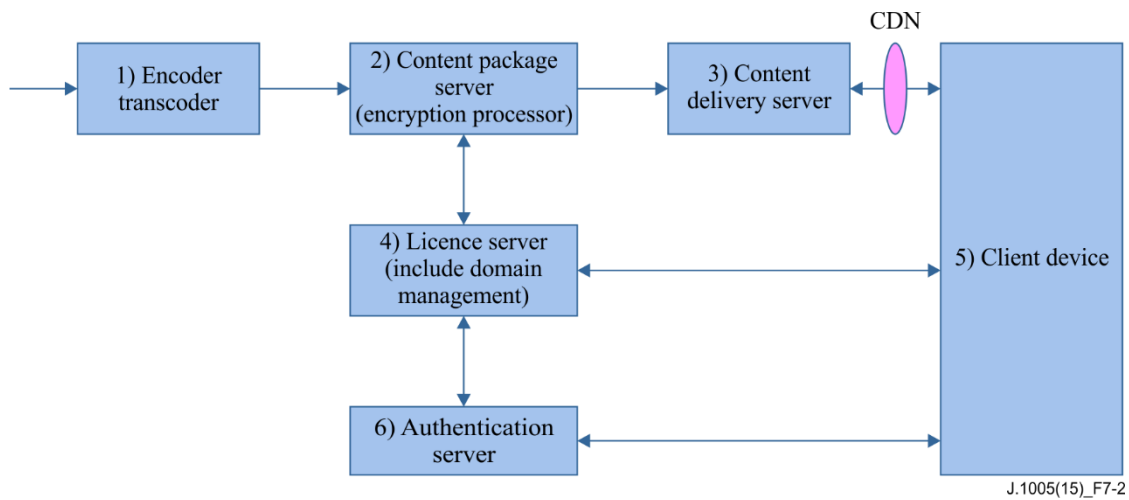 CDN
1) Encoder
transcoder
2) Content package
server
(encryption processor)
3) Content
delivery server
4) Licence server
(include domain
management)
5) Client device
6) Authentication
server
J.1005(15)_F7-2